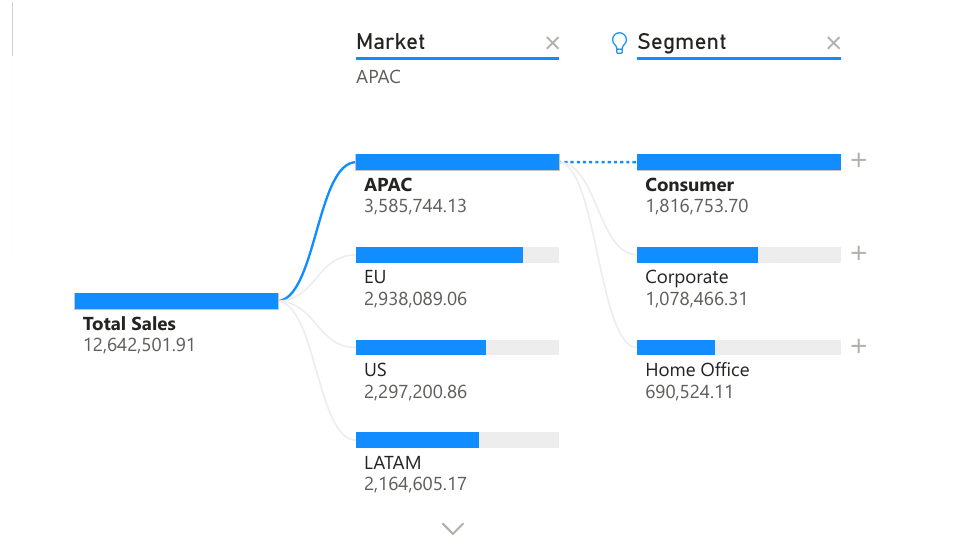 Market
Segment
APAC
APAC
3,585,744.13
Consumer
1,816,753.70
EU
2,938,089.06
Corporate
1,078,466.31
Total Sales
12,642,501.91
US
2,297,200.86
Home Office
690,524.11
LATAM
2,164,605.17